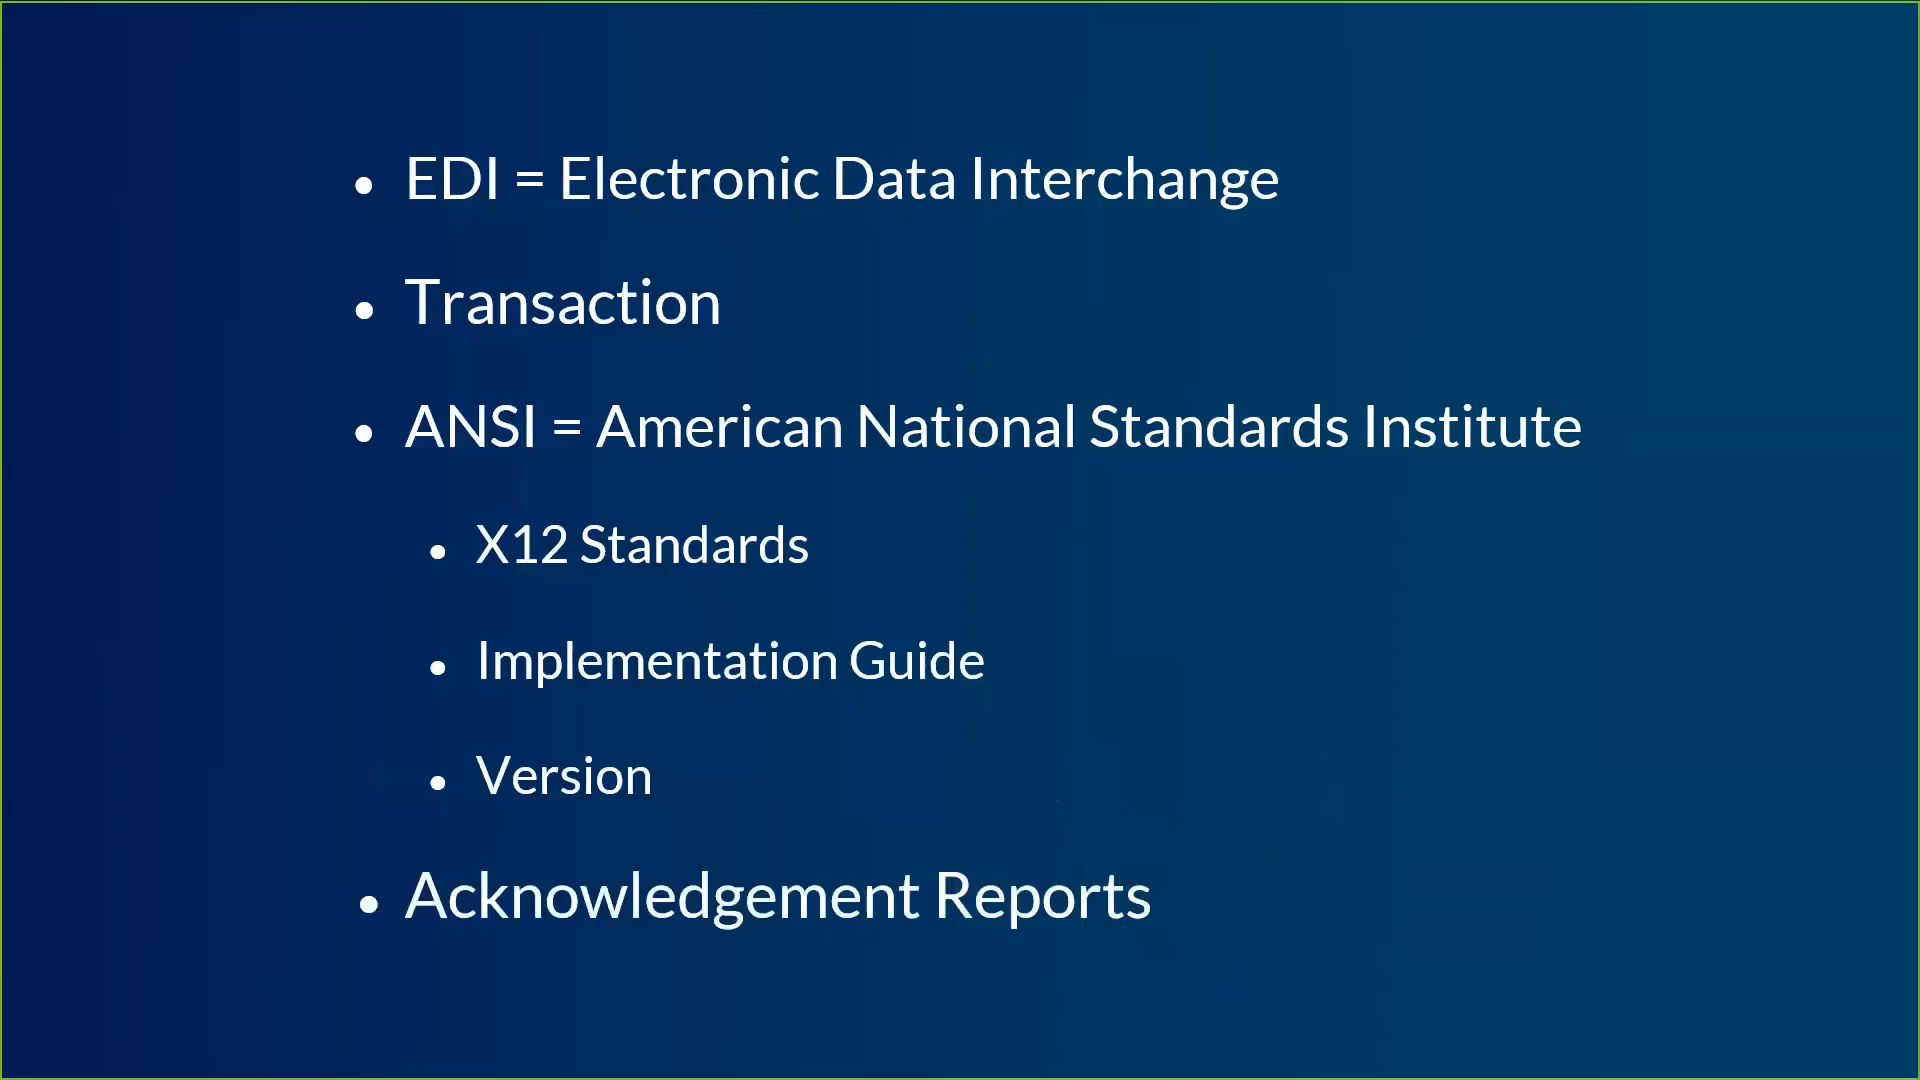 • EDI = Electronic Data Interchange
• Transaction
• ANSI = American National Standards Institute
• X12 Standards
• Implementation Guide
• Version
• Acknowledgement Reports